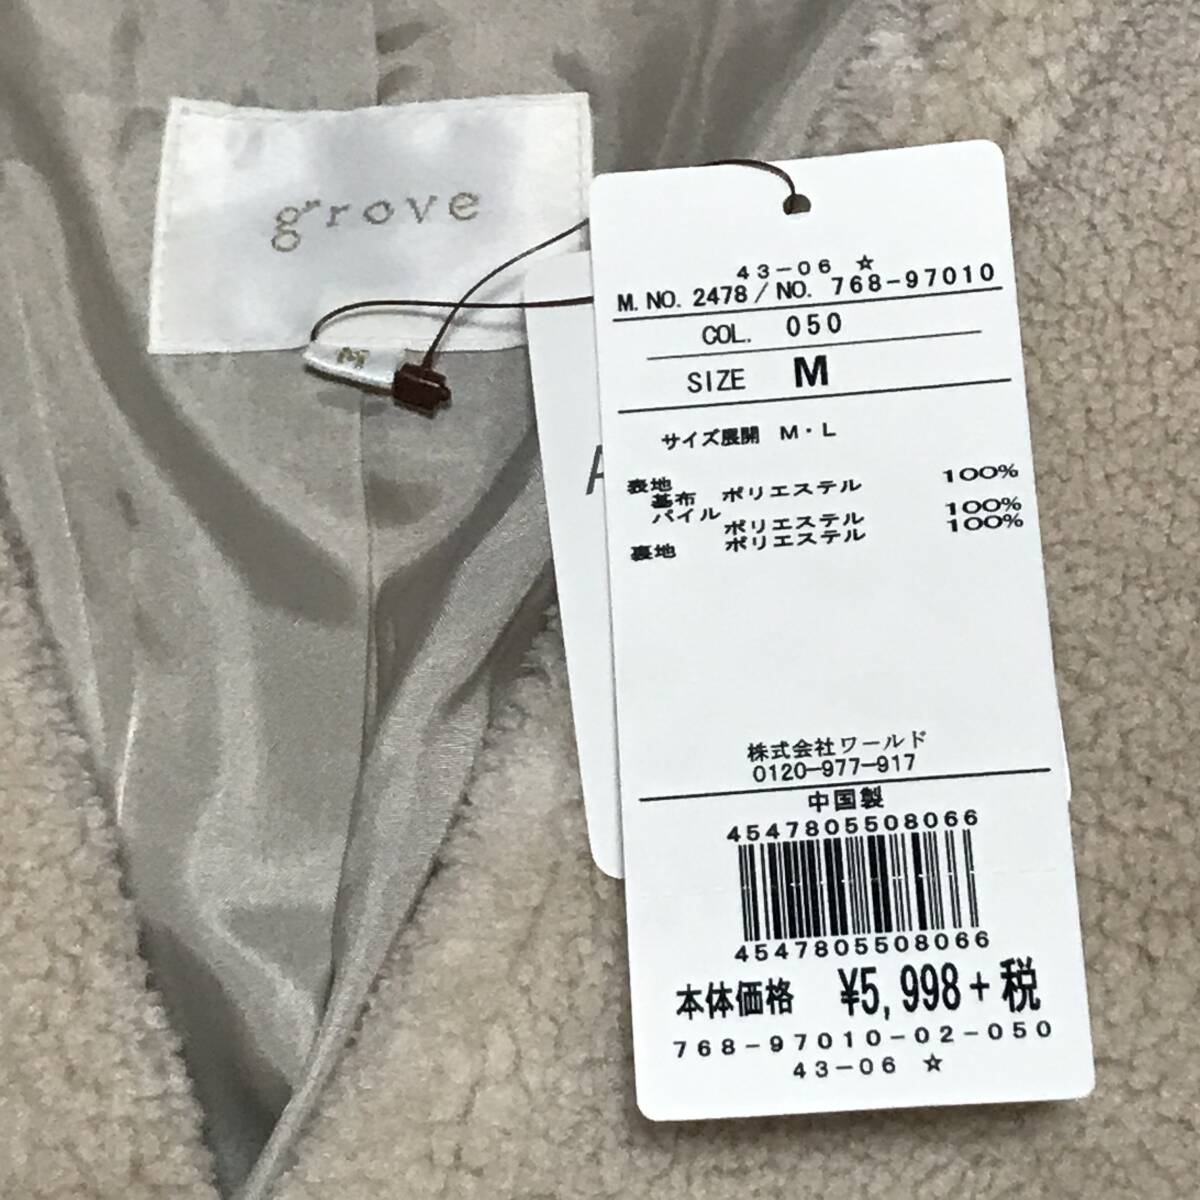 grove
M
43-06 ☆
M. NO. 2478 / NO. 768-97010
COL. 050
SIZE M
サイズ展開 M・L
表地
基布 ポリエステル 100%
パイル
ポリエステル 100%
裏地 ポリエステル 100%
株式会社ワールド
0120-977-917
中国製
4547805508066
4547805508066
本体価格 ¥5,998+税
768-97010-02-050
43-06 ☆